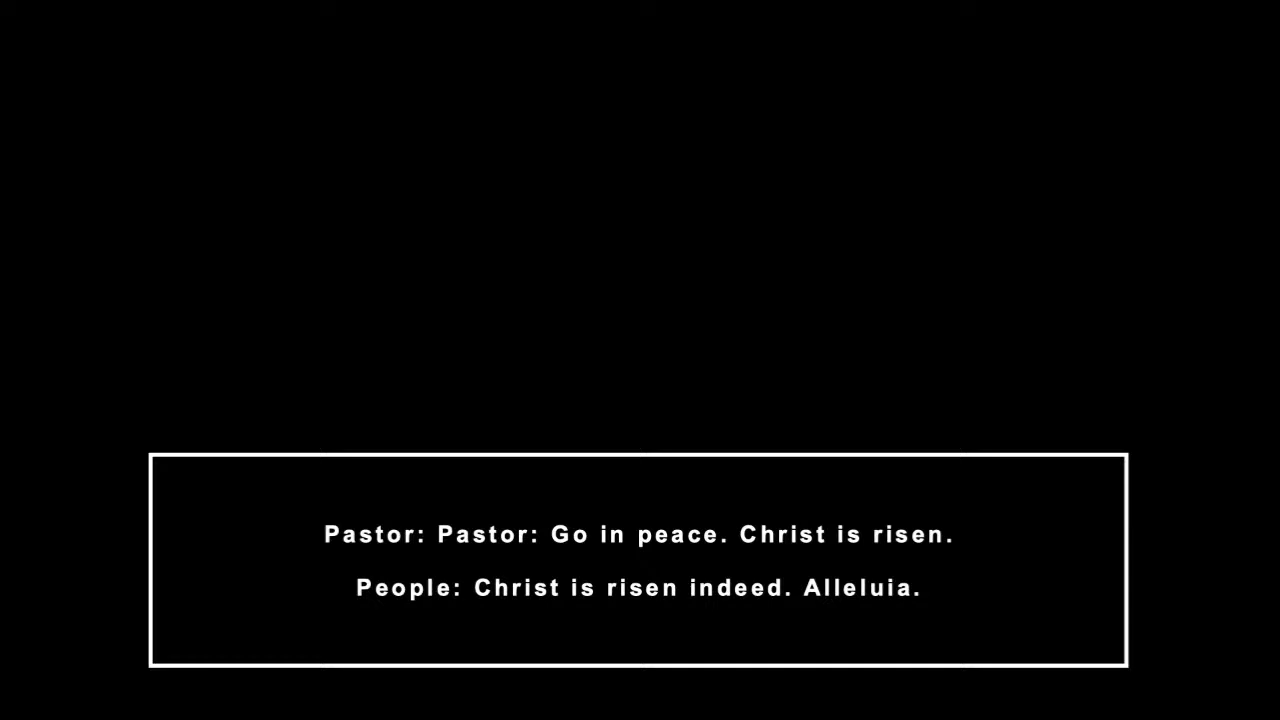 Pastor: Pastor: Go in peace. Christ is risen.
People: Christ is risen indeed. Alleluia.